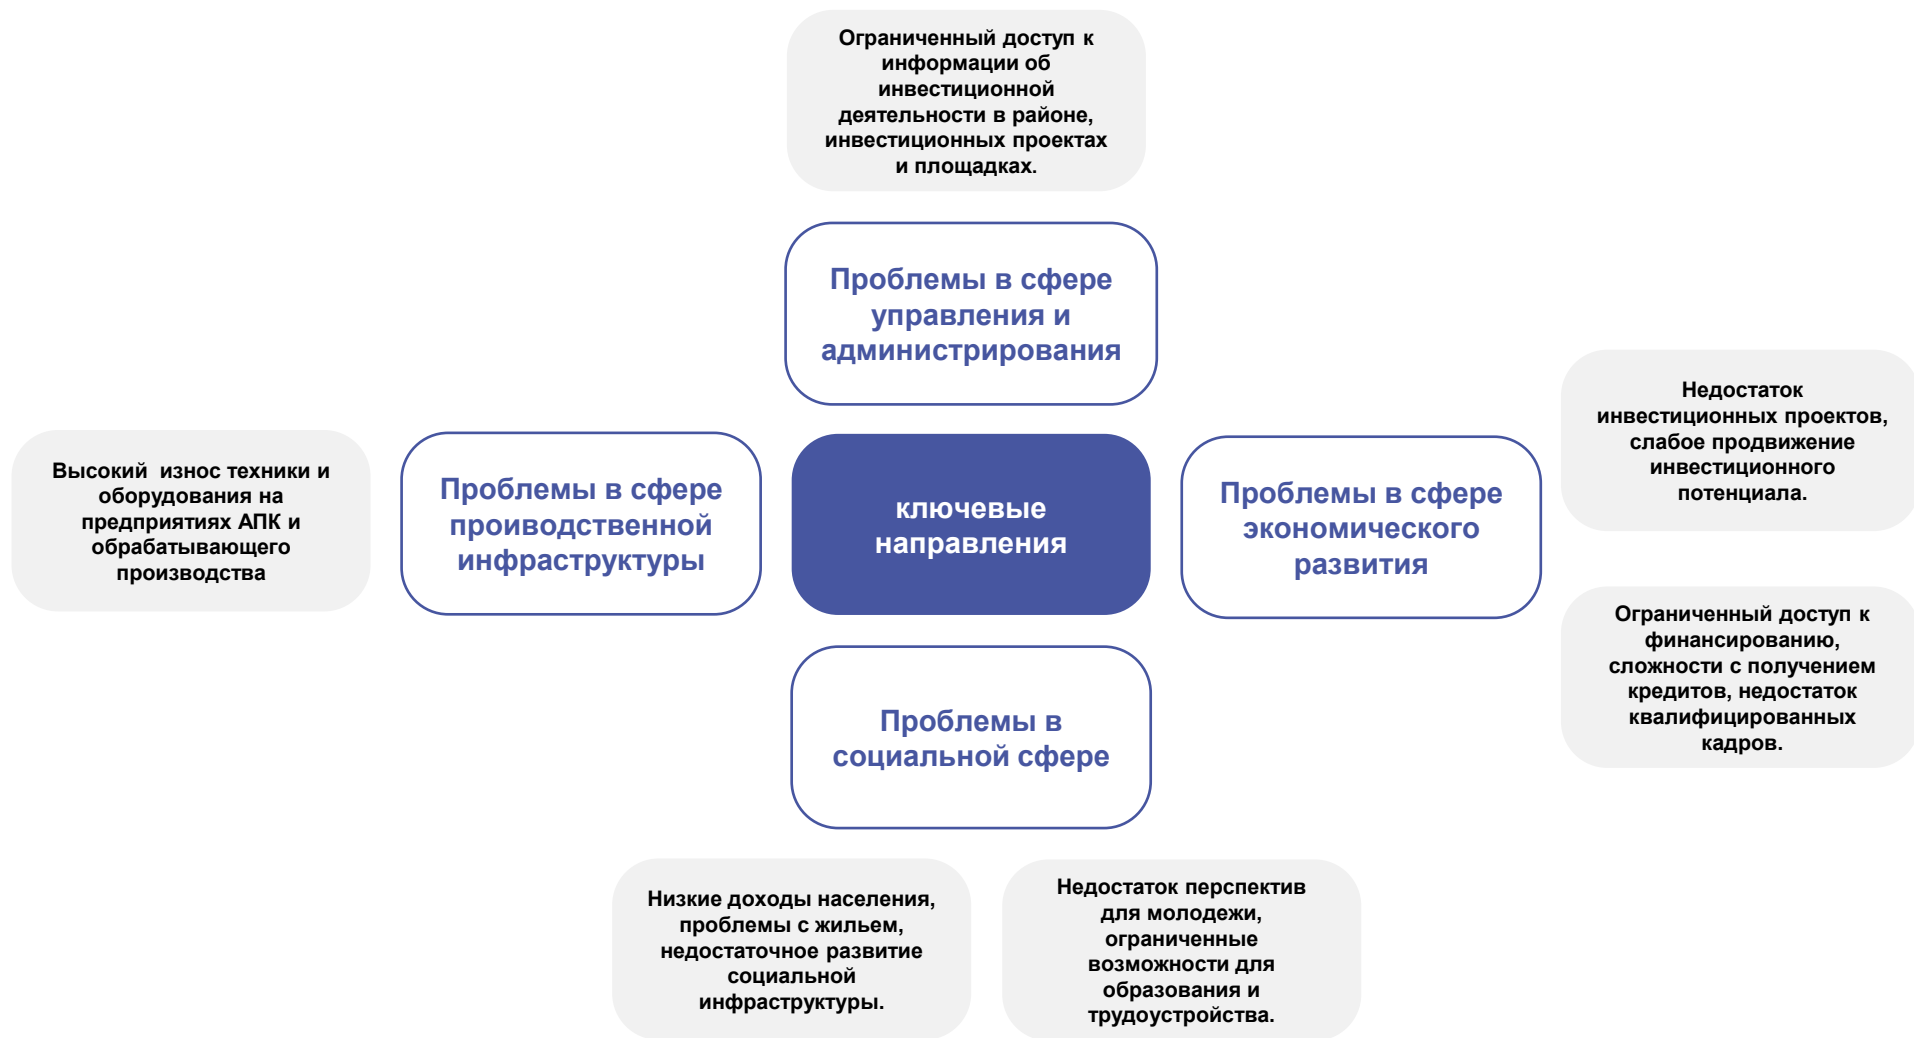 Ограниченный доступ к
информации об
инвестиционной
деятельности в районе,
инвестиционных проектах
и площадках.
Проблемы в сфере
управления и
администрирования
Высокий износ техники и
оборудования на
предприятиях АПК и
обрабатывающего
производства
Проблемы в сфере
проиводственной
инфраструктуры
ключевые
направления
Проблемы в сфере
экономического
развития
Недостаток
инвестиционных проектов,
слабое продвижение
инвестиционного
потенциала.
Ограниченный доступ к
финансированию,
сложности с получением
кредитов, недостаток
квалифицированных
кадров.
Проблемы в
социальной сфере
Низкие доходы населения,
проблемы с жильем,
недостаточное развитие
социальной
инфраструктуры.
Недостаток перспектив
для молодежи,
ограниченные
возможности для
образования и
трудоустройства.